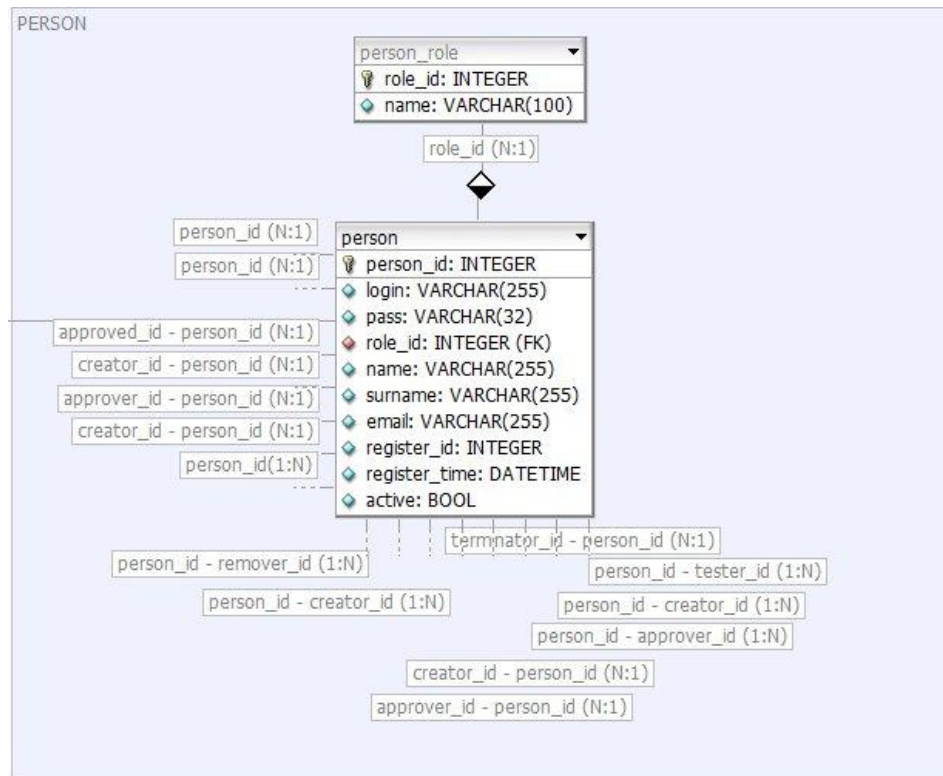 PERSON
person_role
role_id: INTEGER
name: VARCHAR(100)
role_id (N:1)
person_id (N:1)
person
person_id (N:1)
person_id: INTEGER
login: VARCHAR(255)
pass: VARCHAR(32)
approved_id - person_id (N:1)
role_id: INTEGER (FK)
creator_id - person_id (N:1)
name: VARCHAR(255)
approver_id - person_id (N:1)
surname: VARCHAR(255)
creator_id - person_id (N:1)
email: VARCHAR(255)
register_id: INTEGER
person_id(1:N)
register_time: DATETIME
active: BOOL
terminator_id - person_id (N:1)
person_id - remover_id (1:N)
person_id - tester_id (1:N)
person_id - creator_id (1:N)
person_id - creator_id (1:N)
person_id - approver_id (1:N)
creator_id - person_id (N:1)
approver_id - person_id (N:1)